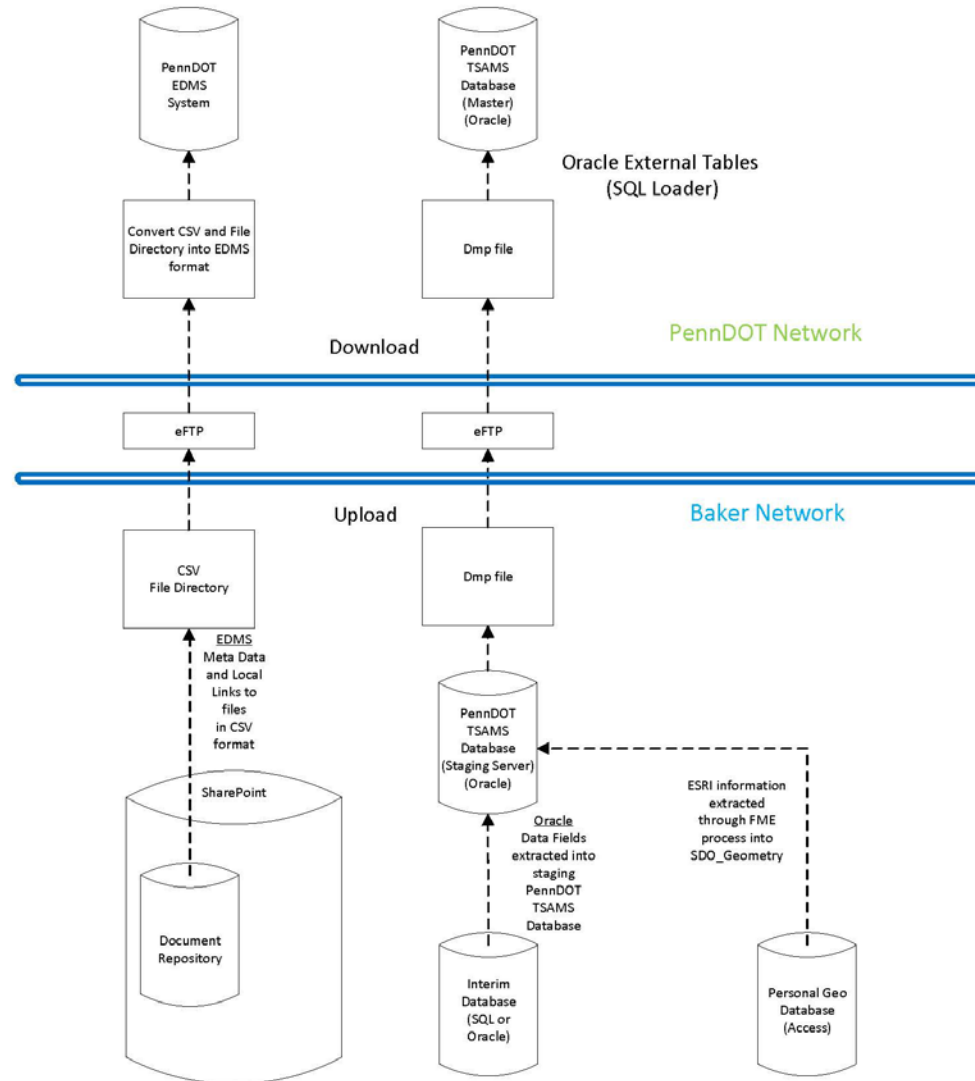 PennDOT
EDMS
System
PennDOT
TSAMS
Database
(Master)
(Oracle)
Oracle External Tables
(SQL Loader)
Convert CSV and File
Directory into EDMS
format
Dmp file
Download
PennDOT Network
eFTP
eFTP
Upload
Baker Network
CSV
File Directory
Dmp file
EDMS
Meta Data
and Local
Links to
files
in CSV
format
PennDOT
TSAMS
Database
(Staging Server)
(Oracle)
SharePoint
ESRI information
extracted
through FME
process into
SDO_Geometry
Oracle
Data Fields
extracted into
staging
PennDOT
TSAMS
Database
Document
Repository
Interim
Database
(SQL or
Oracle)
Personal Geo
Database
(Access)